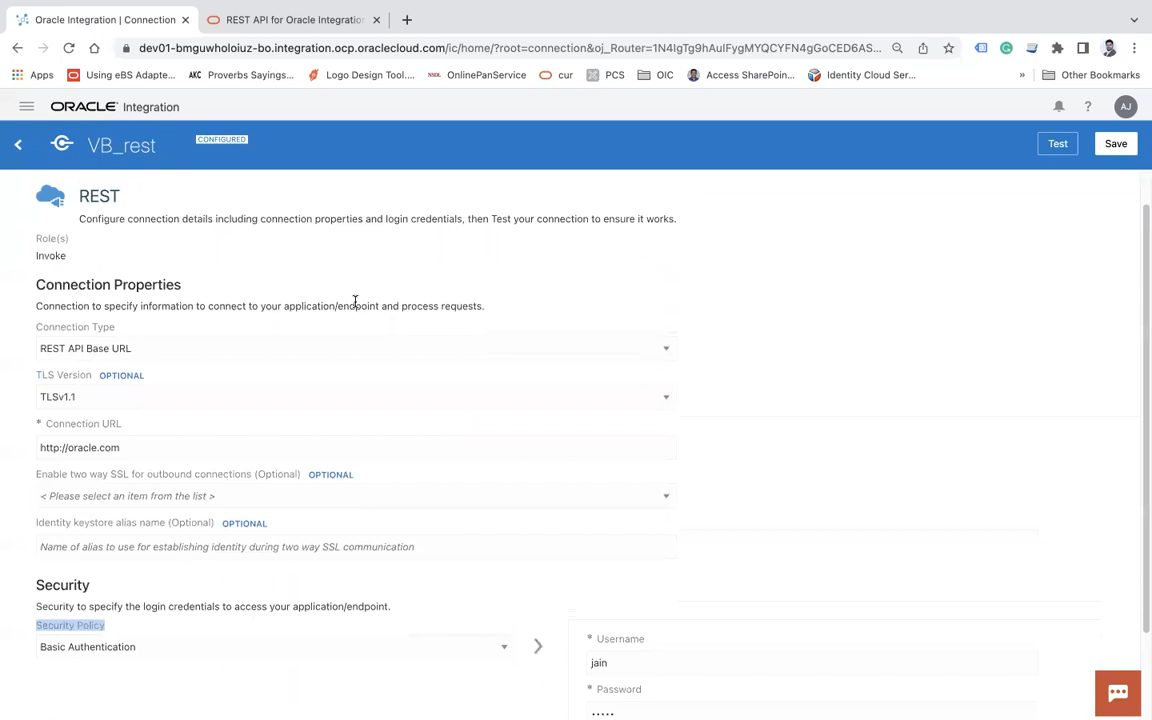 Oracle Integration | Connection
REST API for Oracle Integration
dev01-bmguwholoiuz-bo.integration.ocp.oraclecloud.com/ic/home/?root=connection&oj_Router=1N4IgTg9hAuIFygMYQCYFN4gGoCD6AS...
Apps
Using eBS Adapte...
AKC Proverbs Sayings...
Logo Design Tool....
NSDL OnlinePanService
cur
PCS
OIC
Access SharePoin...
Identity Cloud Ser...
»
Other Bookmarks
ORACLE Integration
AJ
VB_rest
CONFIGURED
Test
Save
REST
Configure connection details including connection properties and login credentials, then Test your connection to ensure it works.
Role(s)
Invoke
Connection Properties
Connection to specify information to connect to your application/endpoint and process requests.
Connection Type
REST API Base URL
TLS Version OPTIONAL
TLSv1.1
* Connection URL
http://oracle.com
Enable two way SSL for outbound connections (Optional) OPTIONAL
< Please select an item from the list >
Identity keystore alias name (Optional) OPTIONAL
Name of alias to use for establishing identity during two way SSL communication
Security
Security to specify the login credentials to access your application/endpoint.
Security Policy
Basic Authentication
* Username
jain
* Password
.....